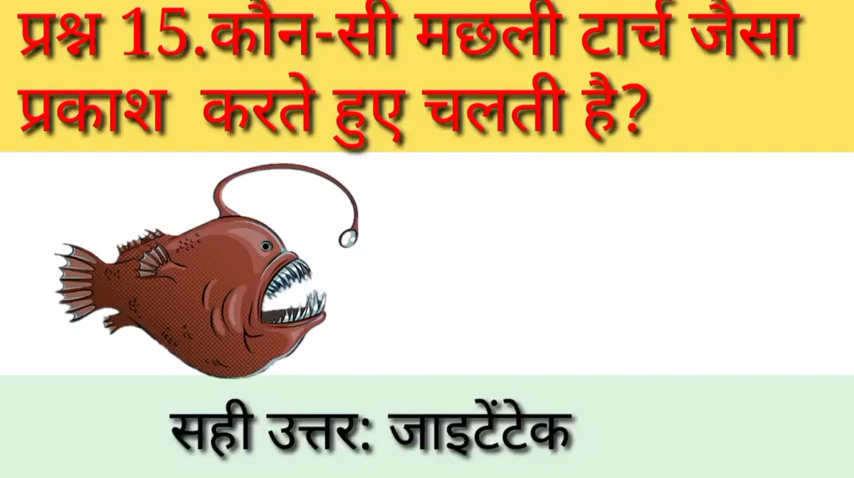 प्रश्न 15.कौन-सी मछली टार्च जैसा
प्रकाश करते हुए चलती है?
सही उत्तर: जाइटेंटेक